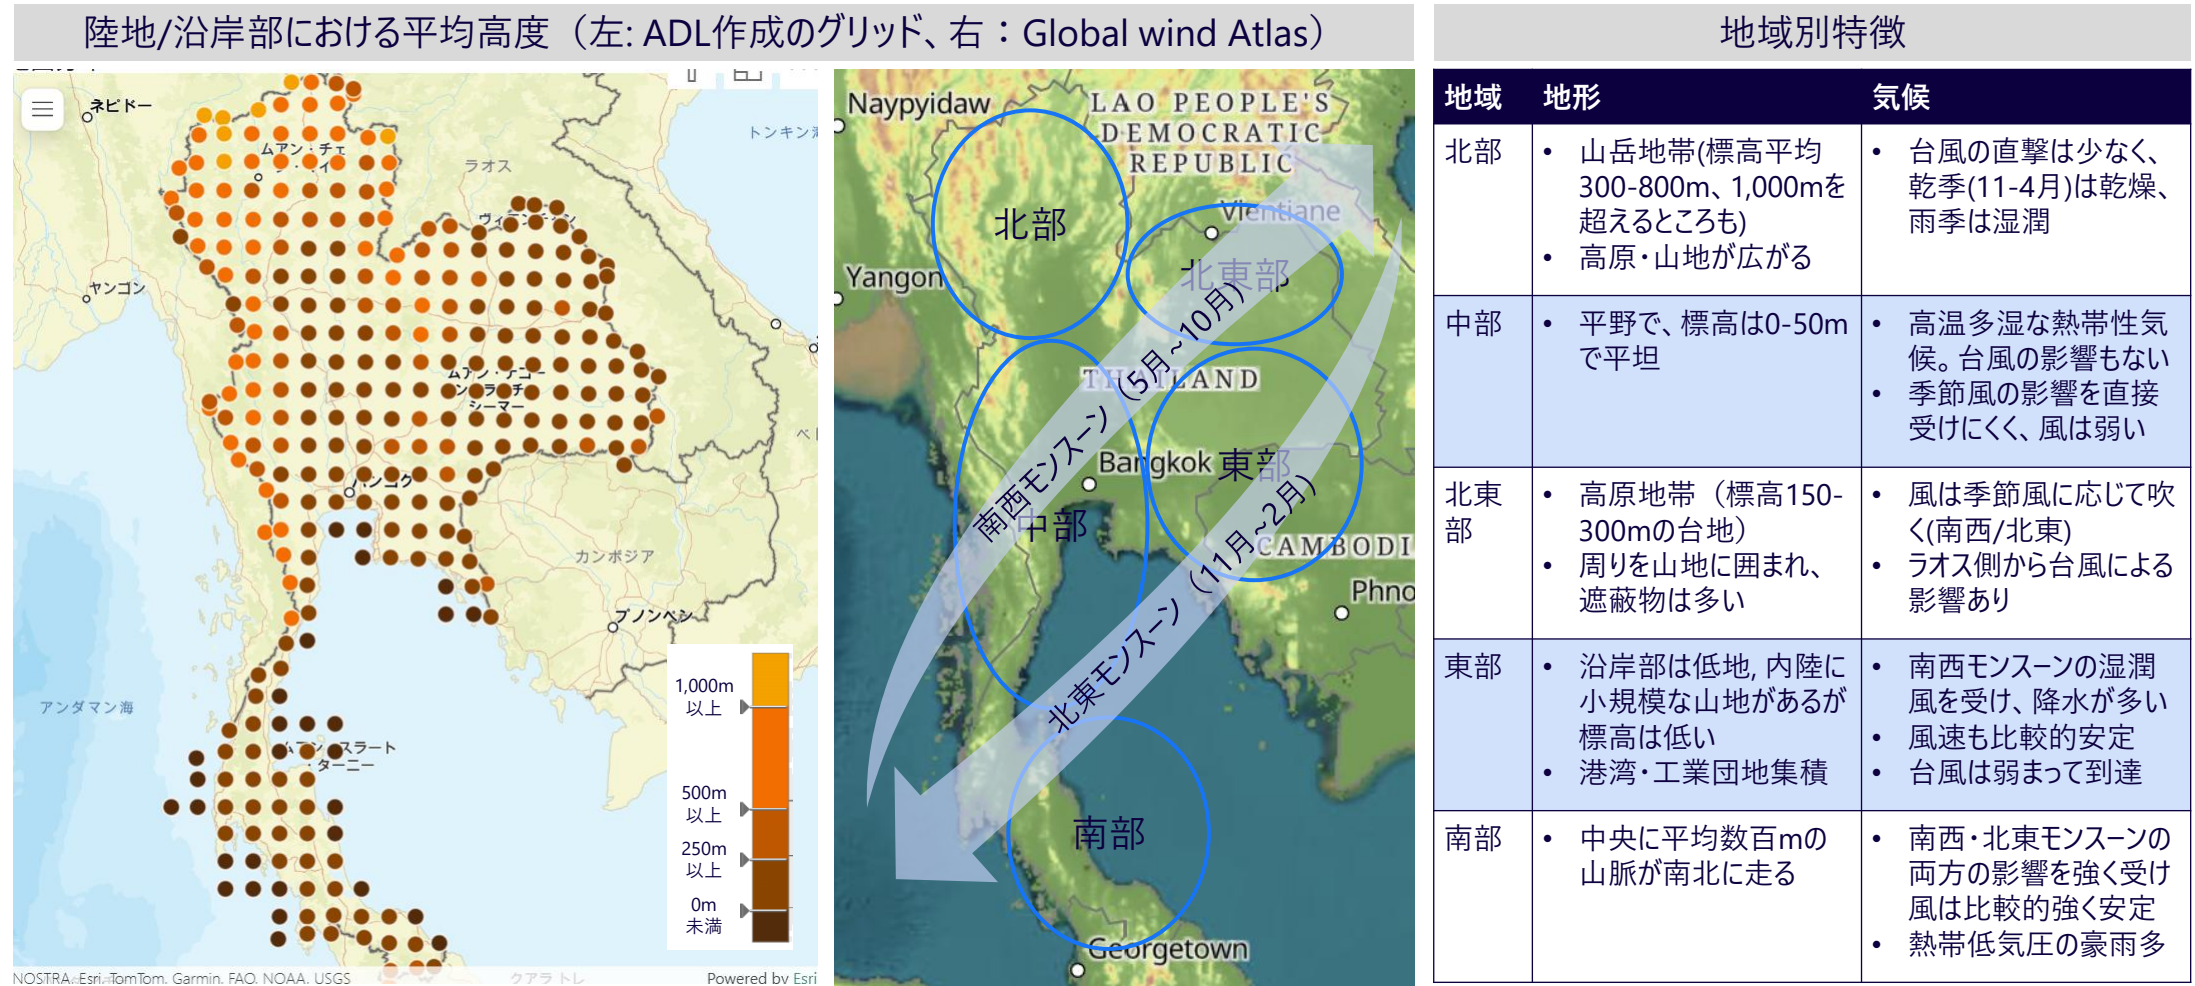 陸地/沿岸部における平均高度（左: ADL作成のグリッド、右：Global wind Atlas）
ネピドー
トンキン
ムアン・チェ
ラオス
ヤンゴン
シーマー
バンコク
カンボジア
プノンペン
アンダマン海
スラート
・ターニー
1,000m
以上
500m
以上
250m
以上
0m
未満
NOSTRA, Esri, TomTom, Garmin, FAO, NOAA, USGS
クアラ トレ
Powered by Esri
Naypyidaw
LAO PEOPLE'S
DEMOCRATIC
REPUBLIC
Vientiane
北部
北東部
Yangon
THAILAND
南西モンスーン（5月~10月）
Bangkok
東部
中部
北東モンスーン（11月~2月）
CAMBODI
Phno
南部
Georgetown
地域別特徴
地域 地形 気候
北部
• 山岳地帯(標高平均
300-800m、1,000mを
超えるところも)
• 高原・山地が広がる
• 台風の直撃は少なく、
乾季(11-4月)は乾燥、
雨季は湿潤
中部
• 平野で、標高は0-50m
で平坦
• 高温多湿な熱帯性気
候。台風の影響もない
• 季節風の影響を直接
受けにくく、風は弱い
北東
部
• 高原地帯（標高150-
300mの台地）
• 周りを山地に囲まれ、
遮蔽物は多い
• 風は季節風に応じて吹
く(南西/北東)
• ラオス側から台風による
影響あり
東部
• 沿岸部は低地, 内陸に
小規模な山地があるが
標高は低い
• 港湾・工業団地集積
• 南西モンスーンの湿潤
風を受け、降水が多い
• 風速も比較的安定
• 台風は弱まって到達
南部
• 中央に平均数百mの
山脈が南北に走る
• 南西・北東モンスーンの
両方の影響を強く受け
風は比較的強く安定
• 熱帯低気圧の豪雨多